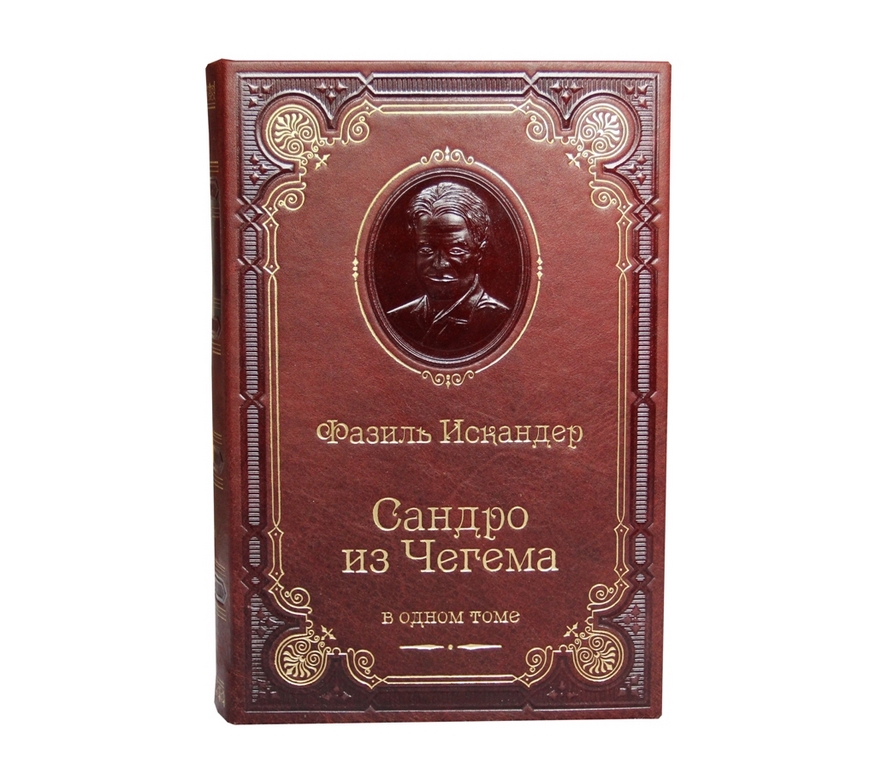 Фазиль Искандер
Сандро
из Чегема
в одном томе